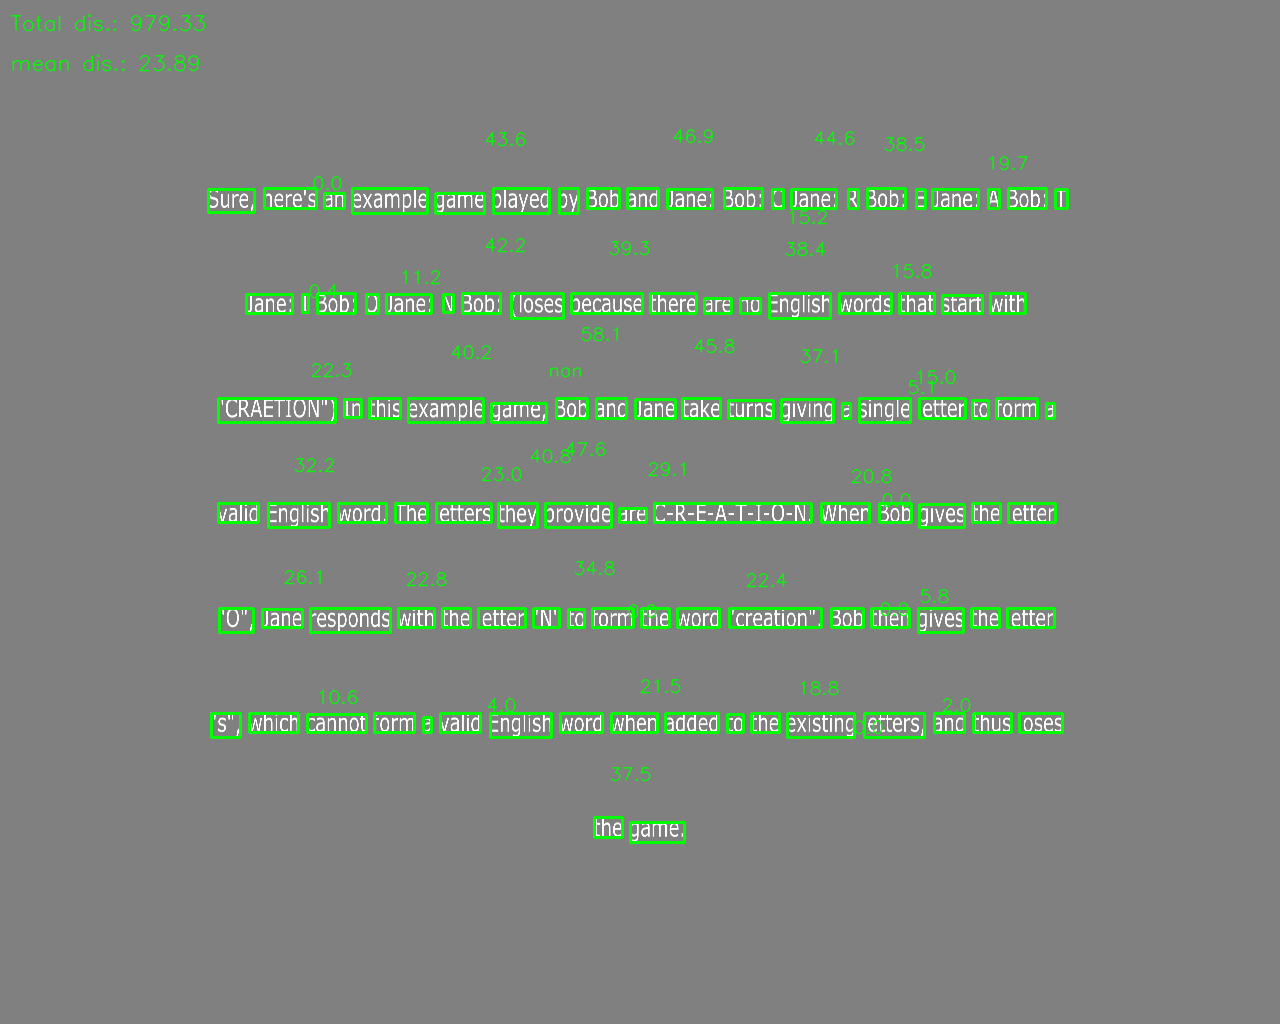 Total dis.: 979.33
mean dis.: 23.89
43.6 46.9 44.6 38.5 19.7
0.0
Sure, here's an example game played by Bob and Jane: Bob: C Jane: R Bob: E Jane: A Bob: T
15.2
42.2 39.3 38.4
11.2 15.8
0.4
Jane: I Bob: O Jane: N Bob: (loses because there are no English words that start with
58.1
40.2 45.8 37.1
22.3 non 15.0
5.1
"CRAETION") In this example game, Bob and Jane take turns giving a single letter to form a
40.8 47.6
32.2 23.0 29.1 20.8
0.0
valid English word. The letters they provide are C-R-E-A-T-I-O-N. When Bob gives the letter
34.8
26.1 22.8 22.4
5.8
"O", Jane responds with the letter "N" to form the word "creation". Bob then gives the letter
21.5 18.8
10.6 4.0 2.0
"s", which cannot form a valid English word when added to the existing letters, and thus loses
37.5
the game.